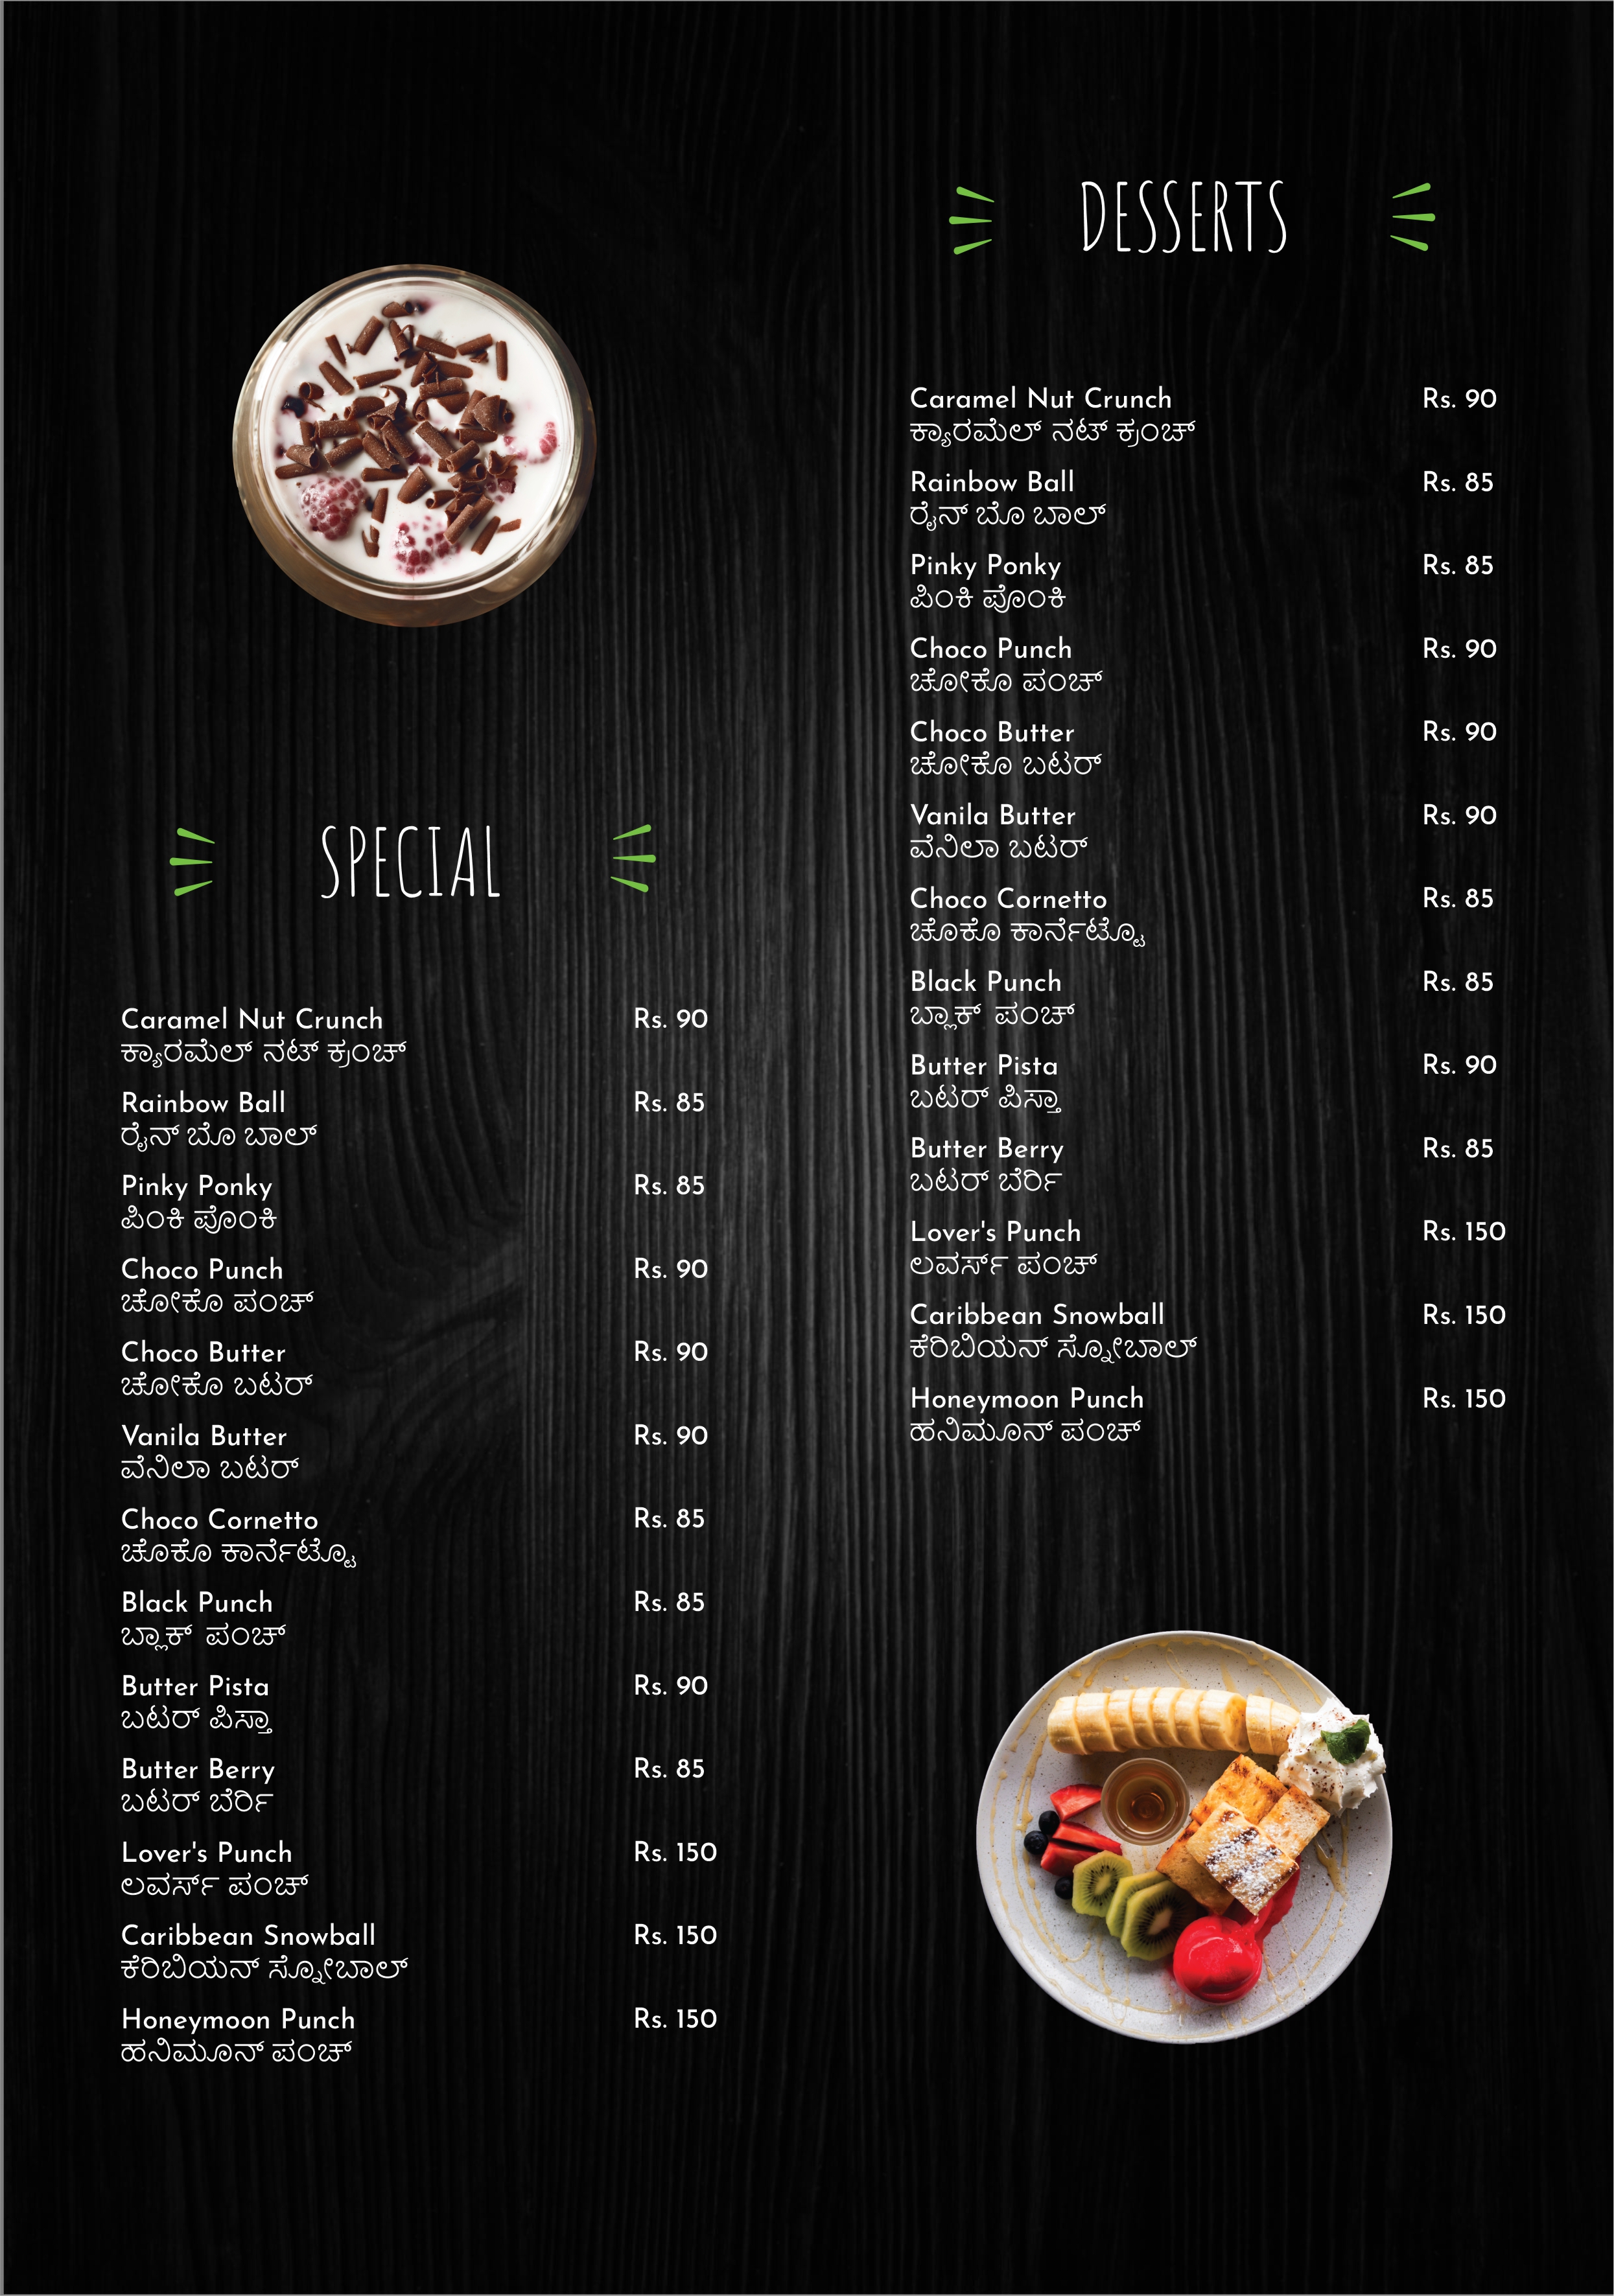 SPECIAL
Caramel Nut Crunch Rs. 90
ಕ್ಯಾರಮೆಲ್ ನಟ್ ಕ್ರಂಚ್
Rainbow Ball Rs. 85
ರೈನ್ ಬೊ ಬಾಲ್
Pinky Ponky Rs. 85
ಪಿಂಕಿ ಪೊಂಕಿ
Choco Punch Rs. 90
ಚೋಕೊ ಪಂಚ್
Choco Butter Rs. 90
ಚೋಕೊ ಬಟರ್
Vanila Butter Rs. 90
ವೆನಿಲಾ ಬಟರ್
Choco Cornetto Rs. 85
ಚೊಕೊ ಕಾರ್ನೆಟ್ಟೊ
Black Punch Rs. 85
ಬ್ಲಾಕ್ ಪಂಚ್
Butter Pista Rs. 90
ಬಟರ್ ಪಿಸ್ತಾ
Butter Berry Rs. 85
ಬಟರ್ ಬೆರ್ರಿ
Lover's Punch Rs. 150
ಲವರ್ಸ್ ಪಂಚ್
Caribbean Snowball Rs. 150
ಕೆರಿಬಿಯನ್ ಸ್ನೋಬಾಲ್
Honeymoon Punch Rs. 150
ಹನಿಮೂನ್ ಪಂಚ್
DESSERTS
Caramel Nut Crunch Rs. 90
ಕ್ಯಾರಮೆಲ್ ನಟ್ ಕ್ರಂಚ್
Rainbow Ball Rs. 85
ರೈನ್ ಬೊ ಬಾಲ್
Pinky Ponky Rs. 85
ಪಿಂಕಿ ಪೊಂಕಿ
Choco Punch Rs. 90
ಚೋಕೊ ಪಂಚ್
Choco Butter Rs. 90
ಚೋಕೊ ಬಟರ್
Vanila Butter Rs. 90
ವೆನಿಲಾ ಬಟರ್
Choco Cornetto Rs. 85
ಚೊಕೊ ಕಾರ್ನೆಟ್ಟೊ
Black Punch Rs. 85
ಬ್ಲಾಕ್ ಪಂಚ್
Butter Pista Rs. 90
ಬಟರ್ ಪಿಸ್ತಾ
Butter Berry Rs. 85
ಬಟರ್ ಬೆರ್ರಿ
Lover's Punch Rs. 150
ಲವರ್ಸ್ ಪಂಚ್
Caribbean Snowball Rs. 150
ಕೆರಿಬಿಯನ್ ಸ್ನೋಬಾಲ್
Honeymoon Punch Rs. 150
ಹನಿಮೂನ್ ಪಂಚ್